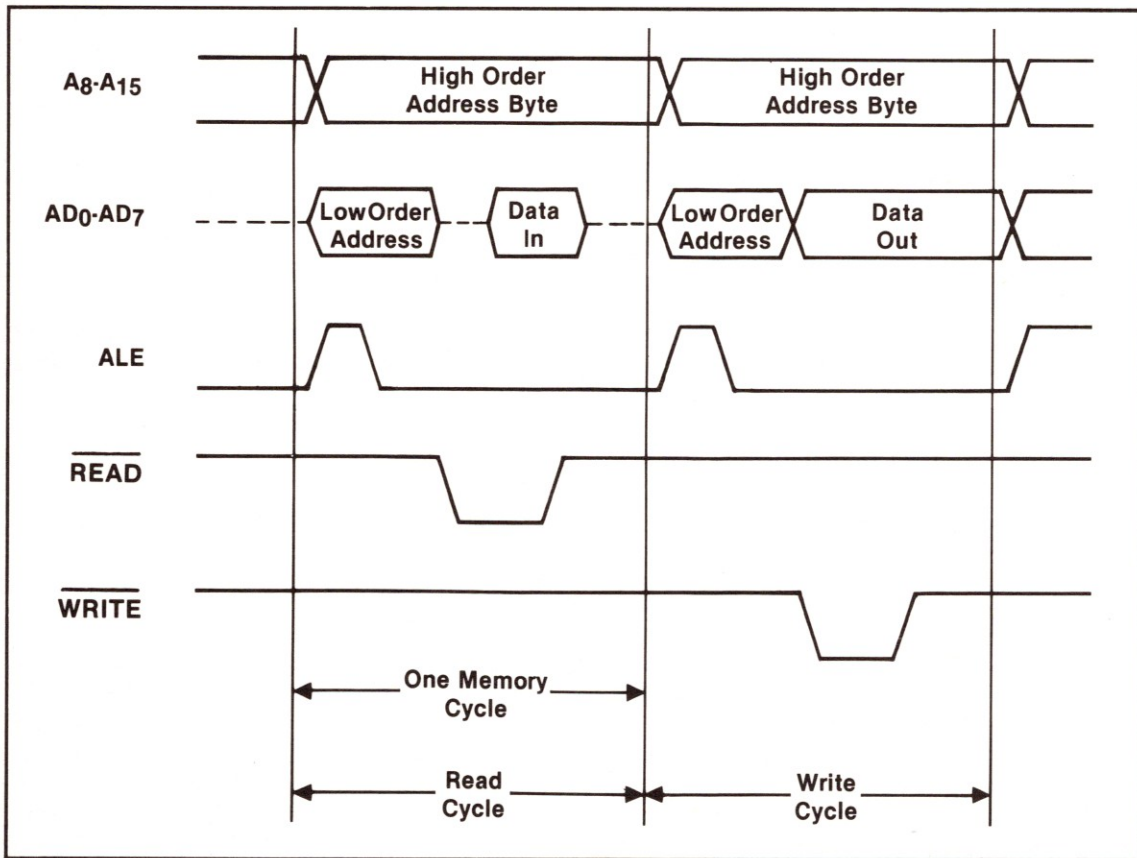 A8-A15
High Order
Address Byte
High Order
Address Byte
AD0-AD7
Low Order
Address
Data
In
Low Order
Address
Data
Out
ALE
READ
WRITE
One Memory
Cycle
Read
Cycle
Write
Cycle